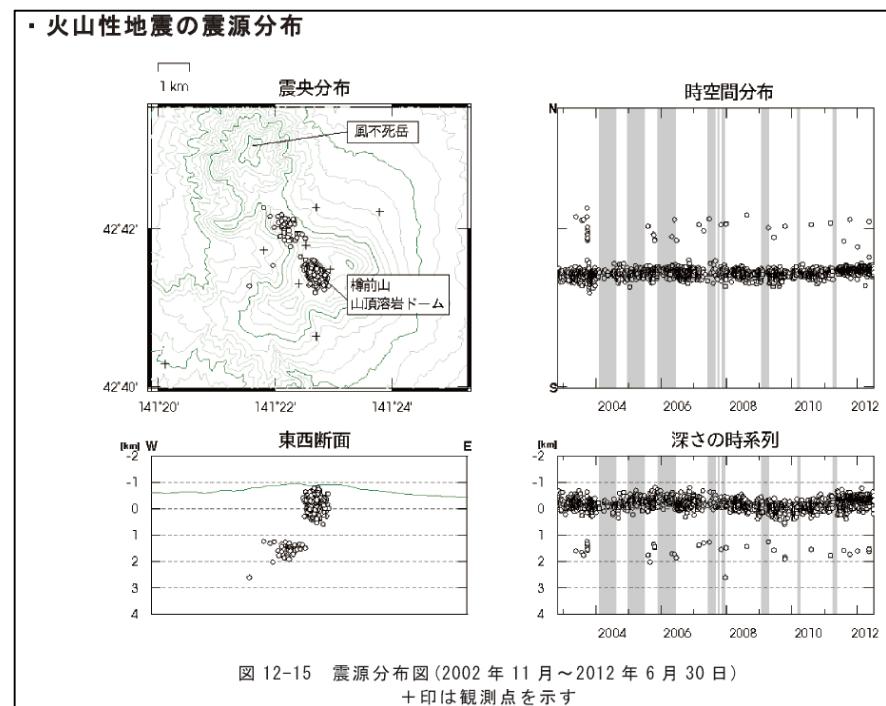 ・火山性地震の震源分布
1 km
震央分布
風不死岳
42°42'
樽前山
山頂溶岩ドーム
42°40'
141°20' 141°22' 141°24'
時空間分布
N
S
2004 2006 2008 2010 2012
東西断面
[km] W E
-2
-1
0
1
2
3
4
深さの時系列
[km]
-2
-1
0
1
2
3
4
2004 2006 2008 2010 2012
図 12-15 震源分布図(2002 年 11 月～2012 年 6 月 30 日)
＋印は観測点を示す